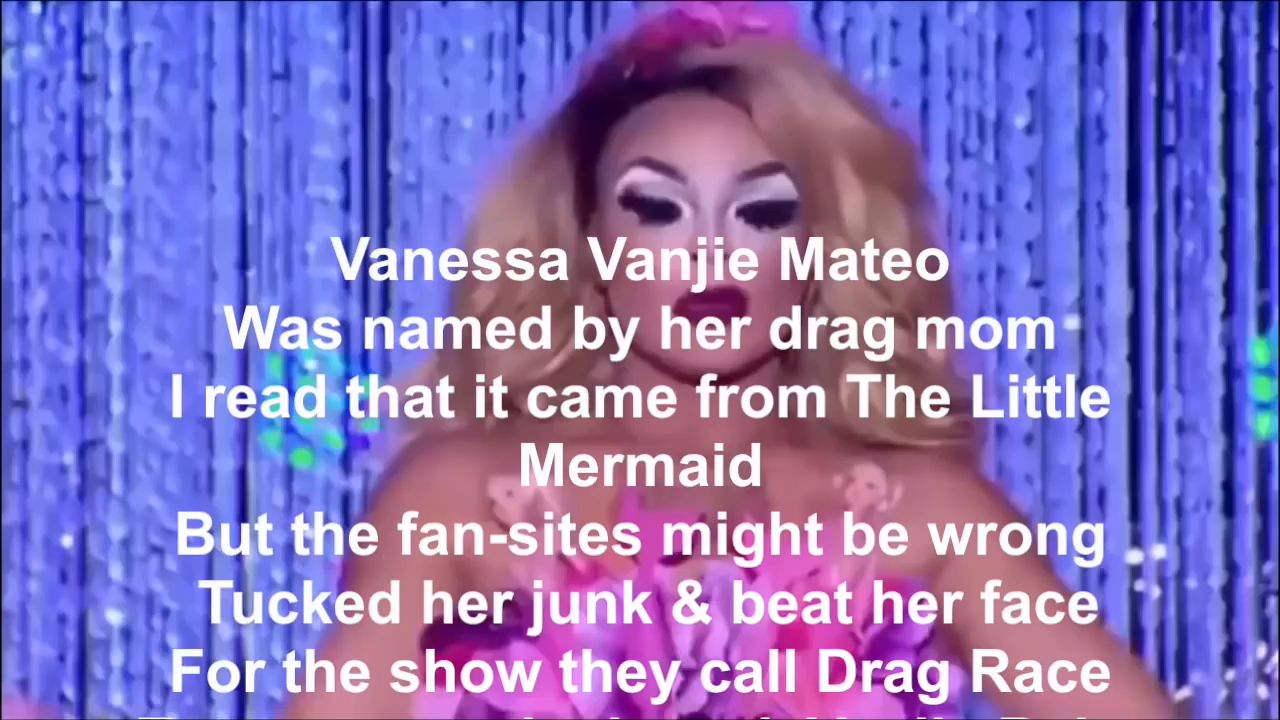 Vanessa Vanjie Mateo
Was named by her drag mom
I read that it came from The Little
Mermaid
But the fan-sites might be wrong
Tucked her junk & beat her face
For the show they call Drag Race